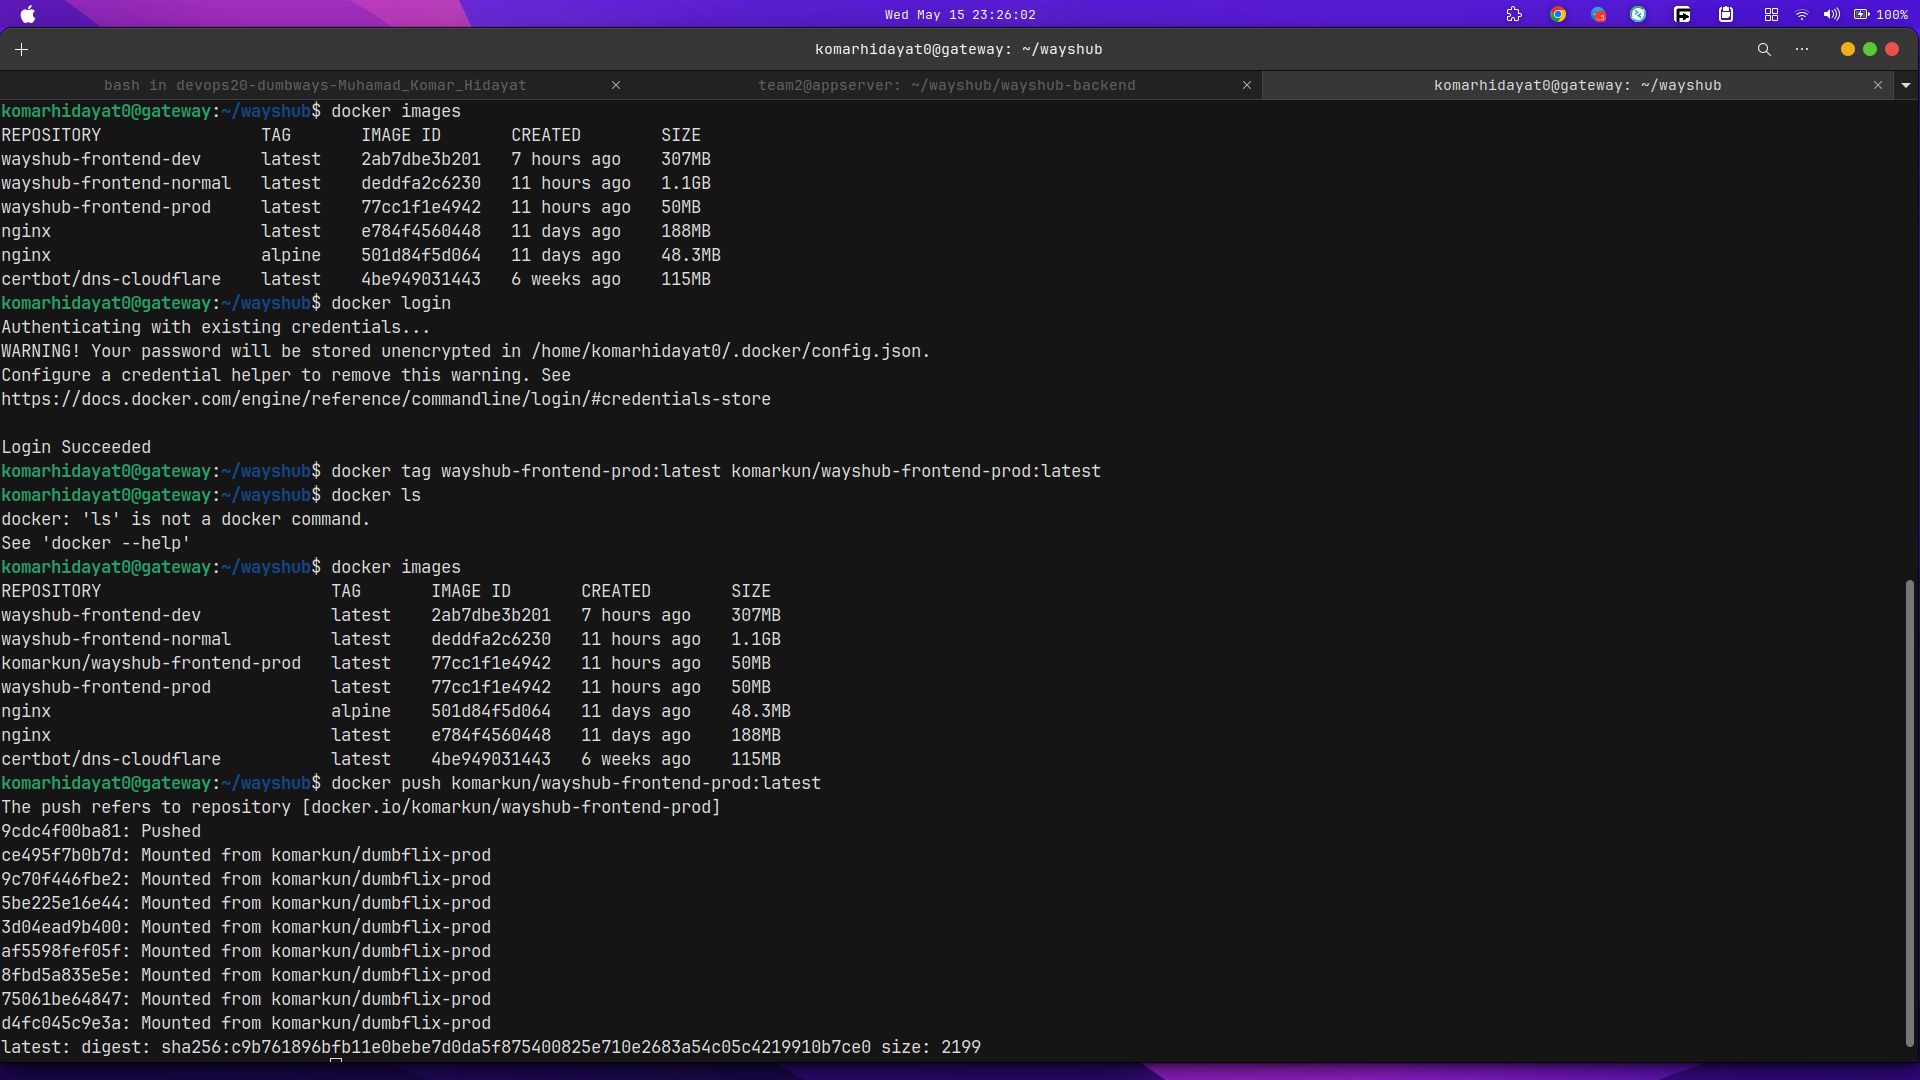 Wed May 15 23:26:02
100%
komarhidayat0@gateway: ~/wayshub
bash in devops20-dumbways-Muhamad_Komar_Hidayat
team2@appserver: ~/wayshub/wayshub-backend
komarhidayat0@gateway: ~/wayshub
komarhidayat0@gateway:~/wayshub$ docker images
REPOSITORY TAG IMAGE ID CREATED SIZE
wayshub-frontend-dev latest 2ab7dbe3b201 7 hours ago 307MB
wayshub-frontend-normal latest deddfa2c6230 11 hours ago 1.1GB
wayshub-frontend-prod latest 77cc1f1e4942 11 hours ago 50MB
nginx latest e784f4560448 11 days ago 188MB
nginx alpine 501d84f5d064 11 days ago 48.3MB
certbot/dns-cloudflare latest 4be949031443 6 weeks ago 115MB
komarhidayat0@gateway:~/wayshub$ docker login
Authenticating with existing credentials...
WARNING! Your password will be stored unencrypted in /home/komarhidayat0/.docker/config.json.
Configure a credential helper to remove this warning. See
https://docs.docker.com/engine/reference/commandline/login/#credentials-store
Login Succeeded
komarhidayat0@gateway:~/wayshub$ docker tag wayshub-frontend-prod:latest komarkun/wayshub-frontend-prod:latest
komarhidayat0@gateway:~/wayshub$ docker ls
docker: 'ls' is not a docker command.
See 'docker --help'
komarhidayat0@gateway:~/wayshub$ docker images
REPOSITORY TAG IMAGE ID CREATED SIZE
wayshub-frontend-dev latest 2ab7dbe3b201 7 hours ago 307MB
wayshub-frontend-normal latest deddfa2c6230 11 hours ago 1.1GB
komarkun/wayshub-frontend-prod latest 77cc1f1e4942 11 hours ago 50MB
wayshub-frontend-prod latest 77cc1f1e4942 11 hours ago 50MB
nginx alpine 501d84f5d064 11 days ago 48.3MB
nginx latest e784f4560448 11 days ago 188MB
certbot/dns-cloudflare latest 4be949031443 6 weeks ago 115MB
komarhidayat0@gateway:~/wayshub$ docker push komarkun/wayshub-frontend-prod:latest
The push refers to repository [docker.io/komarkun/wayshub-frontend-prod]
9cdc4f00ba81: Pushed
ce495f7b0b7d: Mounted from komarkun/dumbflix-prod
9c70f446fbe2: Mounted from komarkun/dumbflix-prod
5be225e16e44: Mounted from komarkun/dumbflix-prod
3d04ead9b400: Mounted from komarkun/dumbflix-prod
af5598fef05f: Mounted from komarkun/dumbflix-prod
8fbd5a835e5e: Mounted from komarkun/dumbflix-prod
75061be64847: Mounted from komarkun/dumbflix-prod
d4fc045c9e3a: Mounted from komarkun/dumbflix-prod
latest: digest: sha256:c9b761896bfb11e0bebe7d0da5f875400825e710e2683a54c05c4219910b7ce0 size: 2199